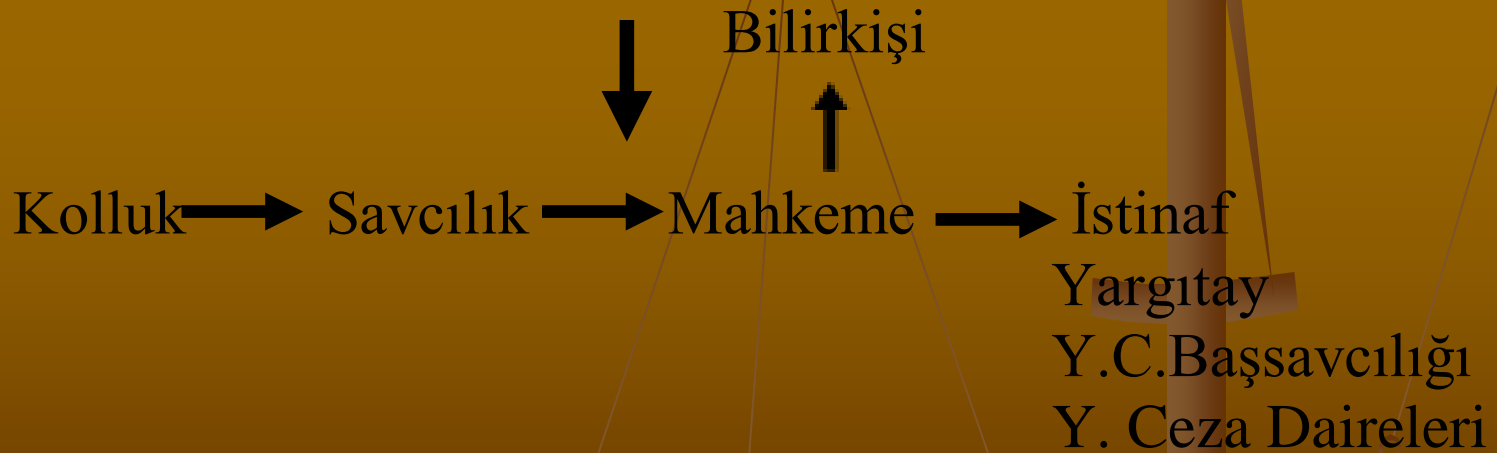 Bilirkişi
Kolluk Savcılık Mahkeme İstinaf
Yargıtay
Y.C.Başsavcılığı
Y. Ceza Daireleri